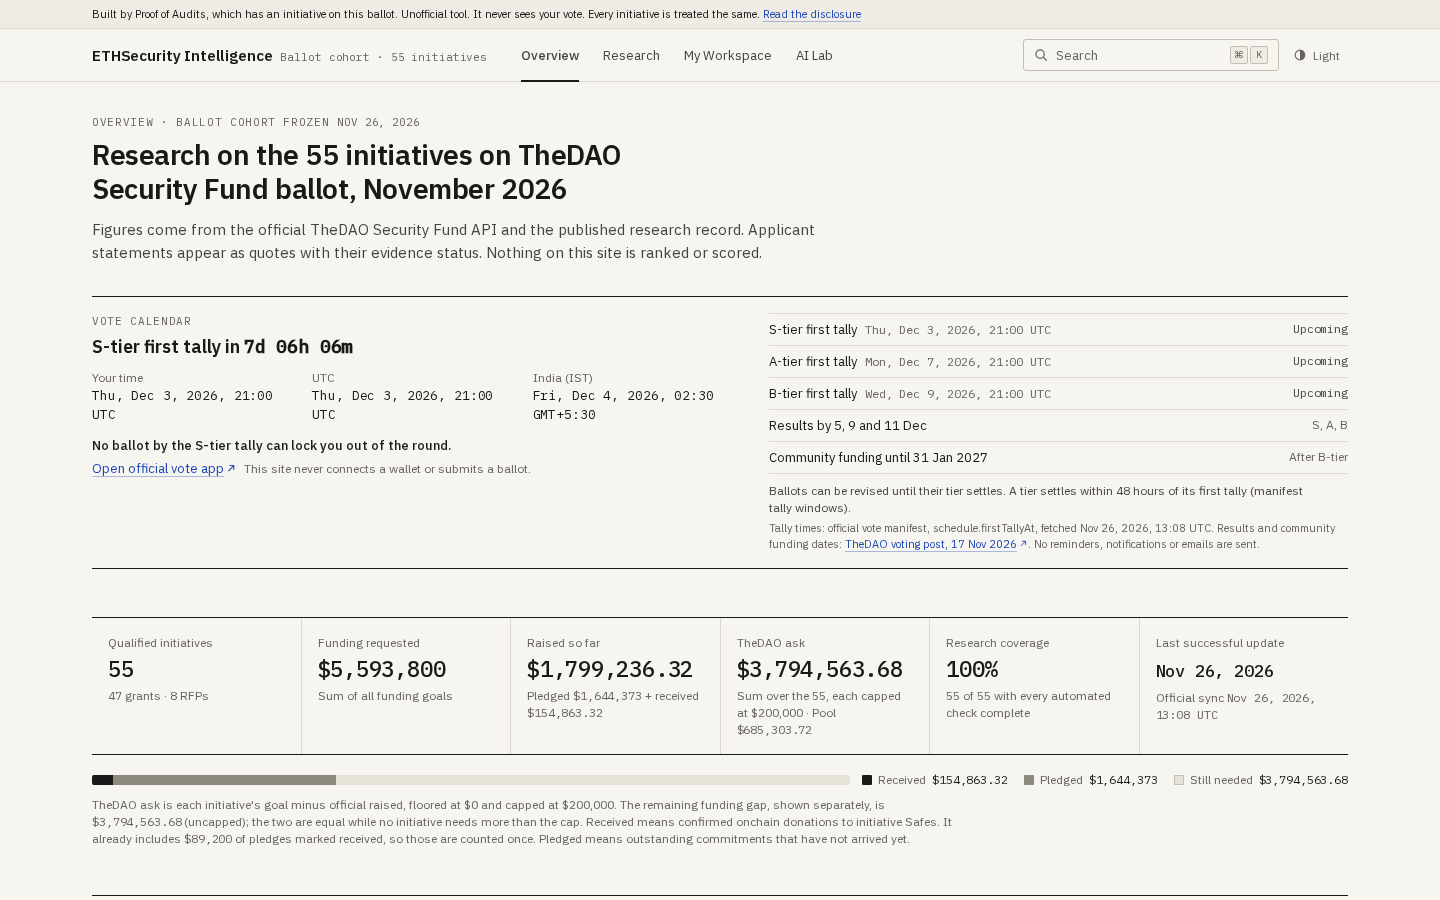 Built by Proof of Audits, which has an initiative on this ballot. Unofficial tool. It never sees your vote. Every initiative is treated the same. Read the disclosure
ETHSecurity Intelligence Ballot cohort · 55 initiatives Overview Research My Workspace AI Lab Search ⌘ K Light
OVERVIEW · BALLOT COHORT FROZEN NOV 26, 2026
Research on the 55 initiatives on TheDAO
Security Fund ballot, November 2026
Figures come from the official TheDAO Security Fund API and the published research record. Applicant
statements appear as quotes with their evidence status. Nothing on this site is ranked or scored.
VOTE CALENDAR
S-tier first tally in 7d 06h 06m
Your time
Thu, Dec 3, 2026, 21:00
UTC
UTC
Thu, Dec 3, 2026, 21:00
UTC
India (IST)
Fri, Dec 4, 2026, 02:30
GMT+5:30
No ballot by the S-tier tally can lock you out of the round.
Open official vote app ↗ This site never connects a wallet or submits a ballot.
S-tier first tally Thu, Dec 3, 2026, 21:00 UTC Upcoming
A-tier first tally Mon, Dec 7, 2026, 21:00 UTC Upcoming
B-tier first tally Wed, Dec 9, 2026, 21:00 UTC Upcoming
Results by 5, 9 and 11 Dec S, A, B
Community funding until 31 Jan 2027 After B-tier
Ballots can be revised until their tier settles. A tier settles within 48 hours of its first tally (manifest
tally windows).
Tally times: official vote manifest, schedule.firstTallyAt, fetched Nov 26, 2026, 13:08 UTC. Results and community
funding dates: TheDAO voting post, 17 Nov 2026 ↗. No reminders, notifications or emails are sent.
Qualified initiatives
55
47 grants · 8 RFPs
Funding requested
$5,593,800
Sum of all funding goals
Raised so far
$1,799,236.32
Pledged $1,644,373 + received
$154,863.32
TheDAO ask
$3,794,563.68
Sum over the 55, each capped
at $200,000 · Pool
$685,303.72
Research coverage
100%
55 of 55 with every automated
check complete
Last successful update
Nov 26, 2026
Official sync Nov 26, 2026,
13:08 UTC
Received $154,863.32 Pledged $1,644,373 Still needed $3,794,563.68
TheDAO ask is each initiative's goal minus official raised, floored at $0 and capped at $200,000. The remaining funding gap, shown separately, is
$3,794,563.68 (uncapped); the two are equal while no initiative needs more than the cap. Received means confirmed onchain donations to initiative Safes. It
already includes $89,200 of pledges marked received, so those are counted once. Pledged means outstanding commitments that have not arrived yet.